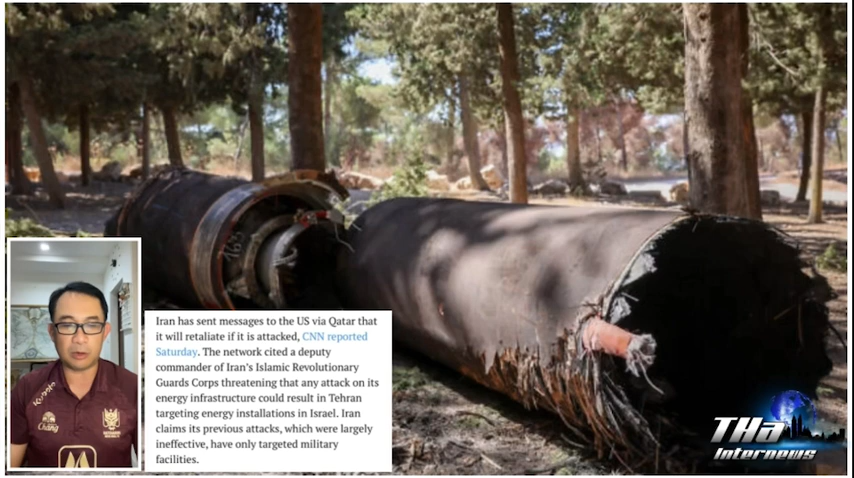 163
Iran has sent messages to the US via Qatar that
it will retaliate if it is attacked, CNN reported
Saturday. The network cited a deputy
commander of Iran's Islamic Revolutionary
Guards Corps threatening that any attack on its
energy infrastructure could result in Tehran
targeting energy installations in Israel. Iran
claims its previous attacks, which were largely
ineffective, have only targeted military
facilities.
KUBOTA
Chang
THa
Internews